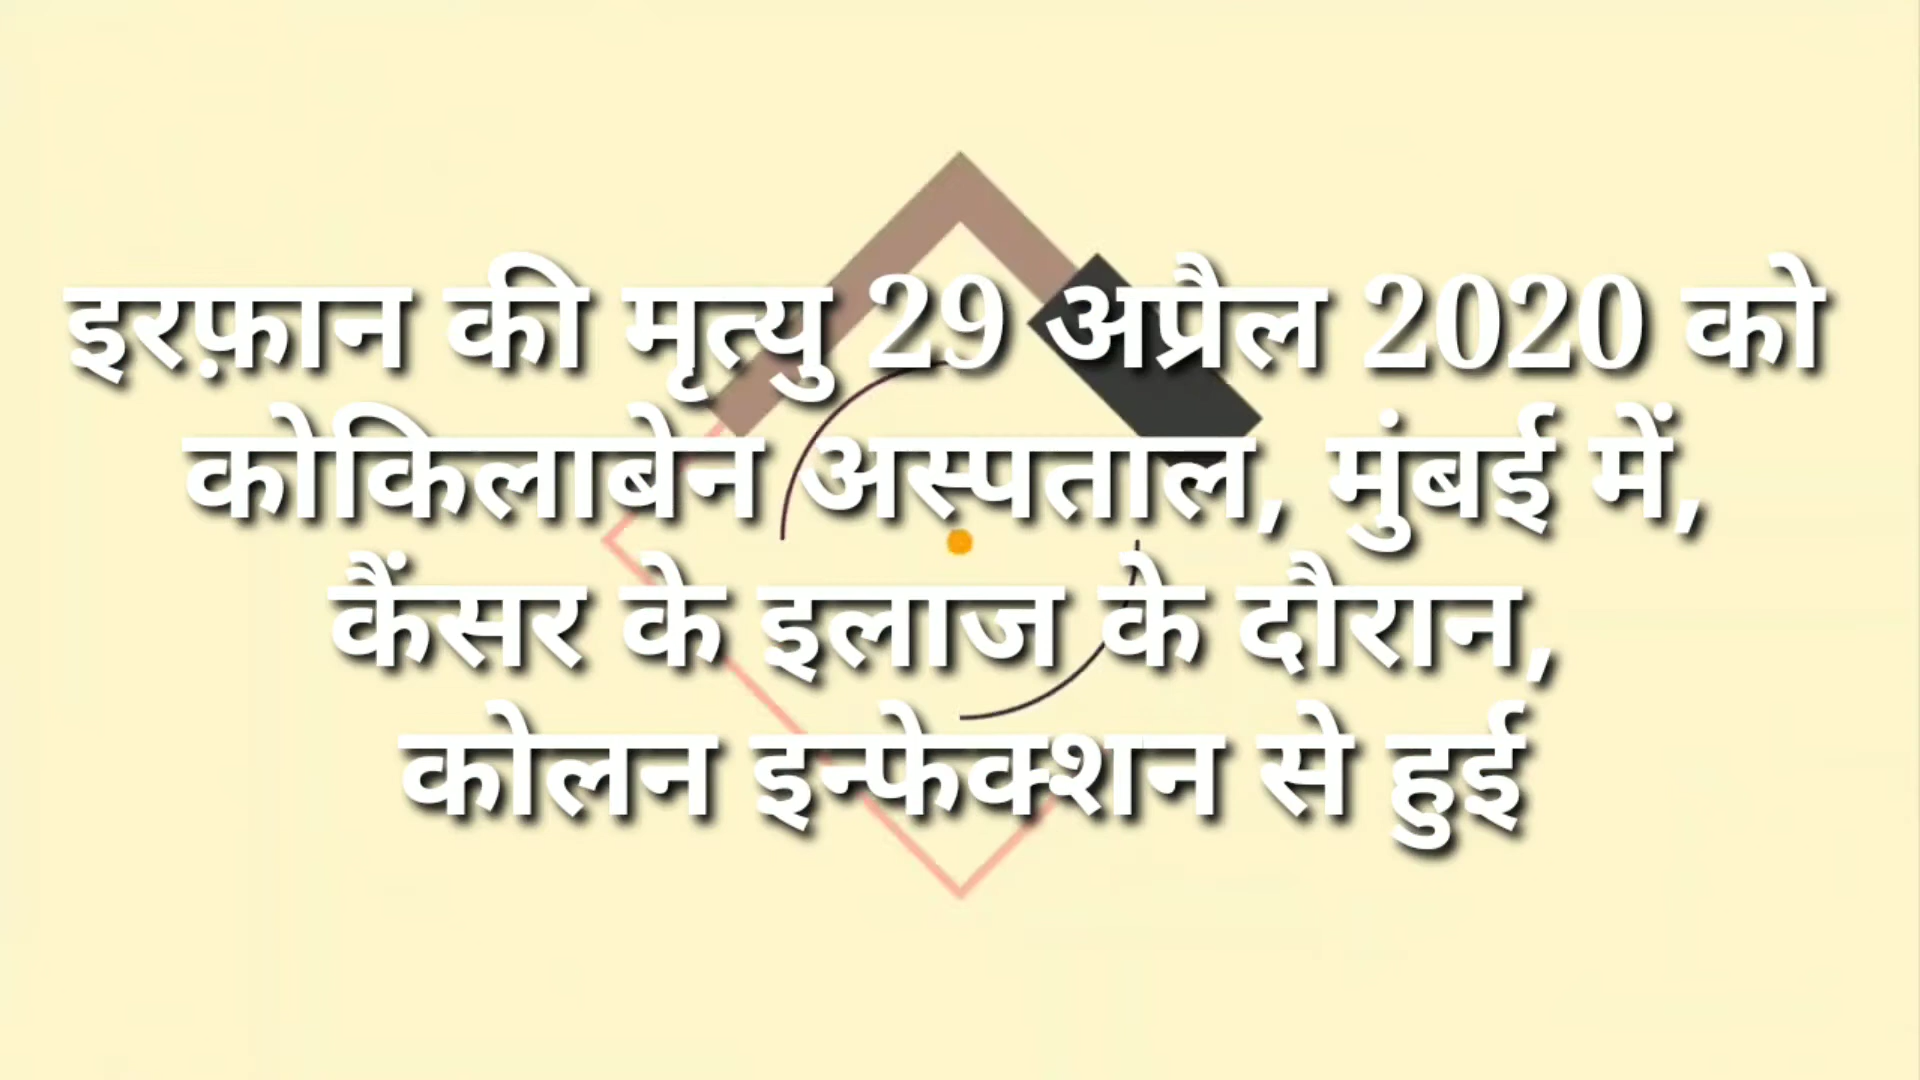 इरफ़ान की मृत्यु 29 अप्रैल 2020 को
कोकिलाबेन अस्पताल, मुंबई में,
कैंसर के इलाज के दौरान,
कोलन इन्फेक्शन से हुई